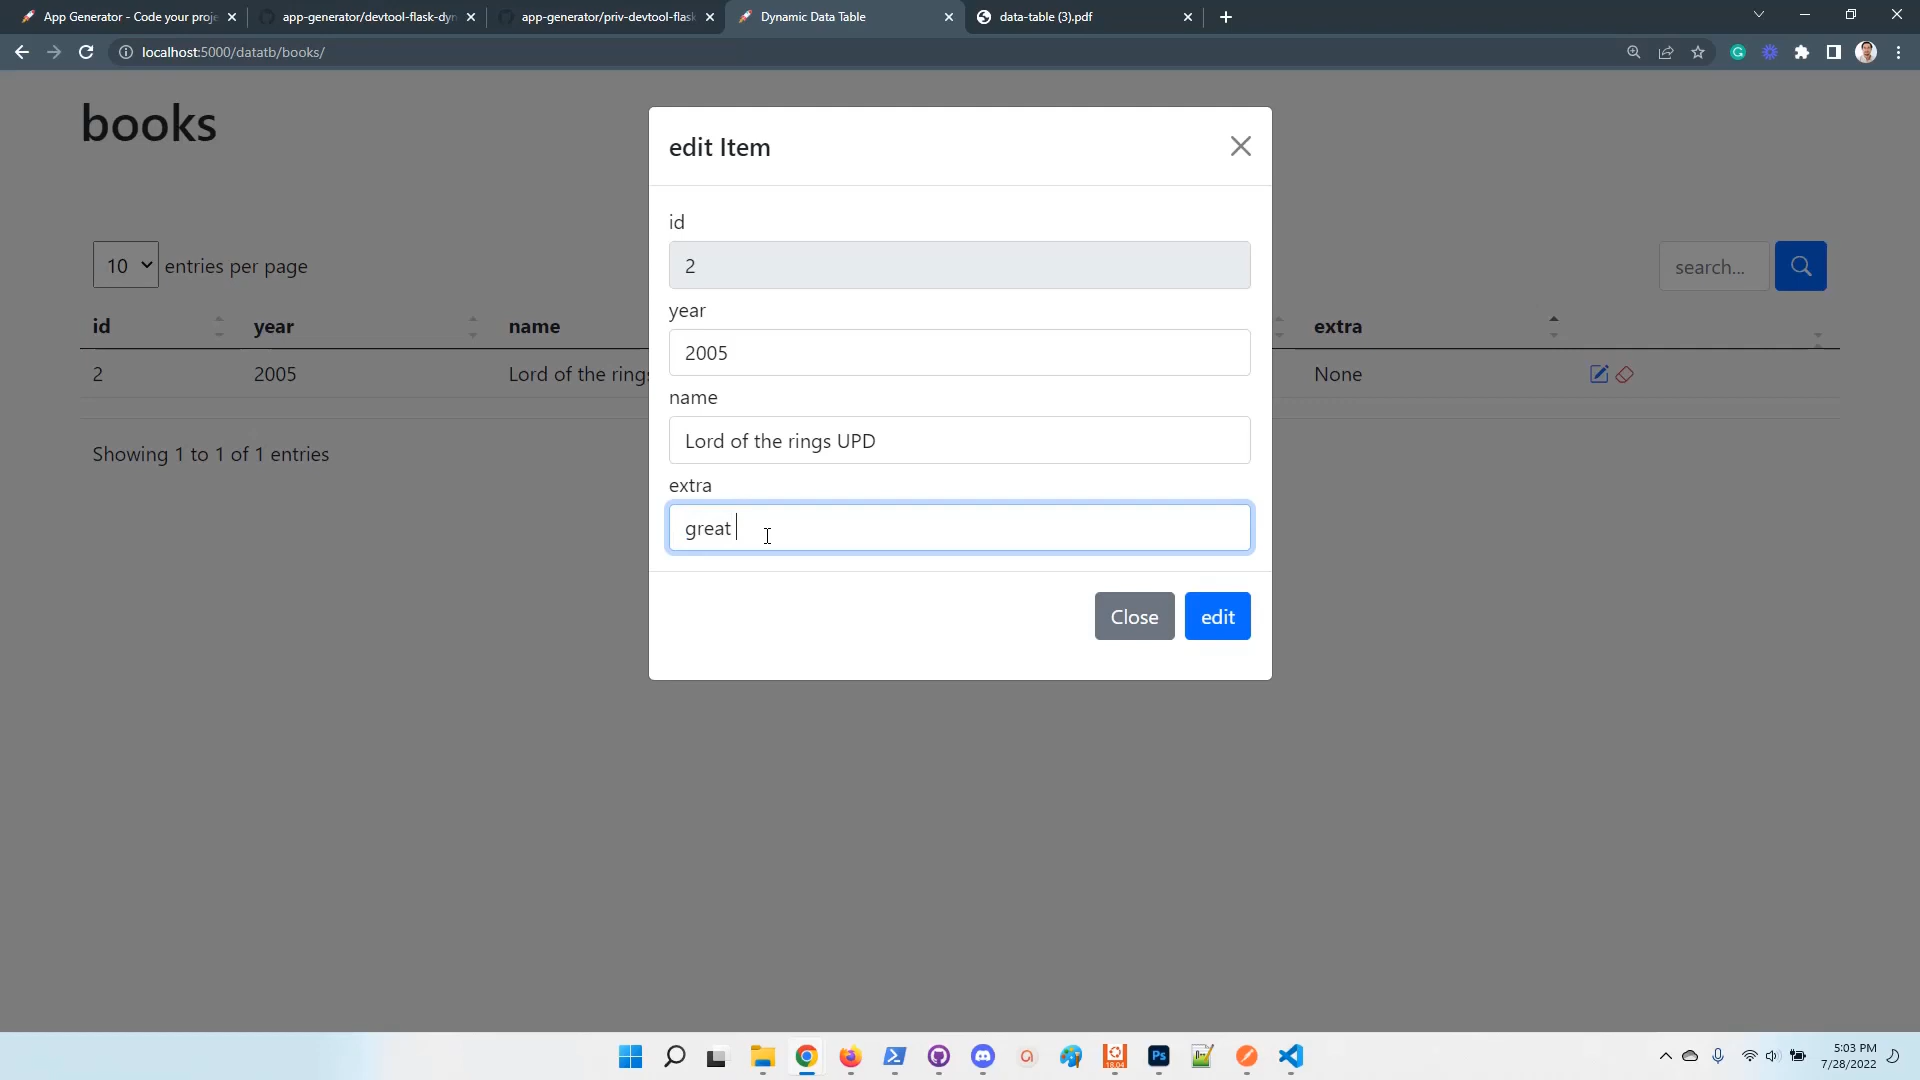 App Generator - Code your proje
app-generator/devtool-flask-dyn
app-generator/priv-devtool-flask
Dynamic Data Table
data-table (3).pdf
localhost:5000/datatb/books/
books
edit Item
id
2
year
2005
name
Lord of the rings UPD
extra
great
Close
edit
10
entries per page
search...
id
year
name
extra
2
2005
Lord of the rings
None
Showing 1 to 1 of 1 entries
Ps
18.04
5:03 PM
7/28/2022